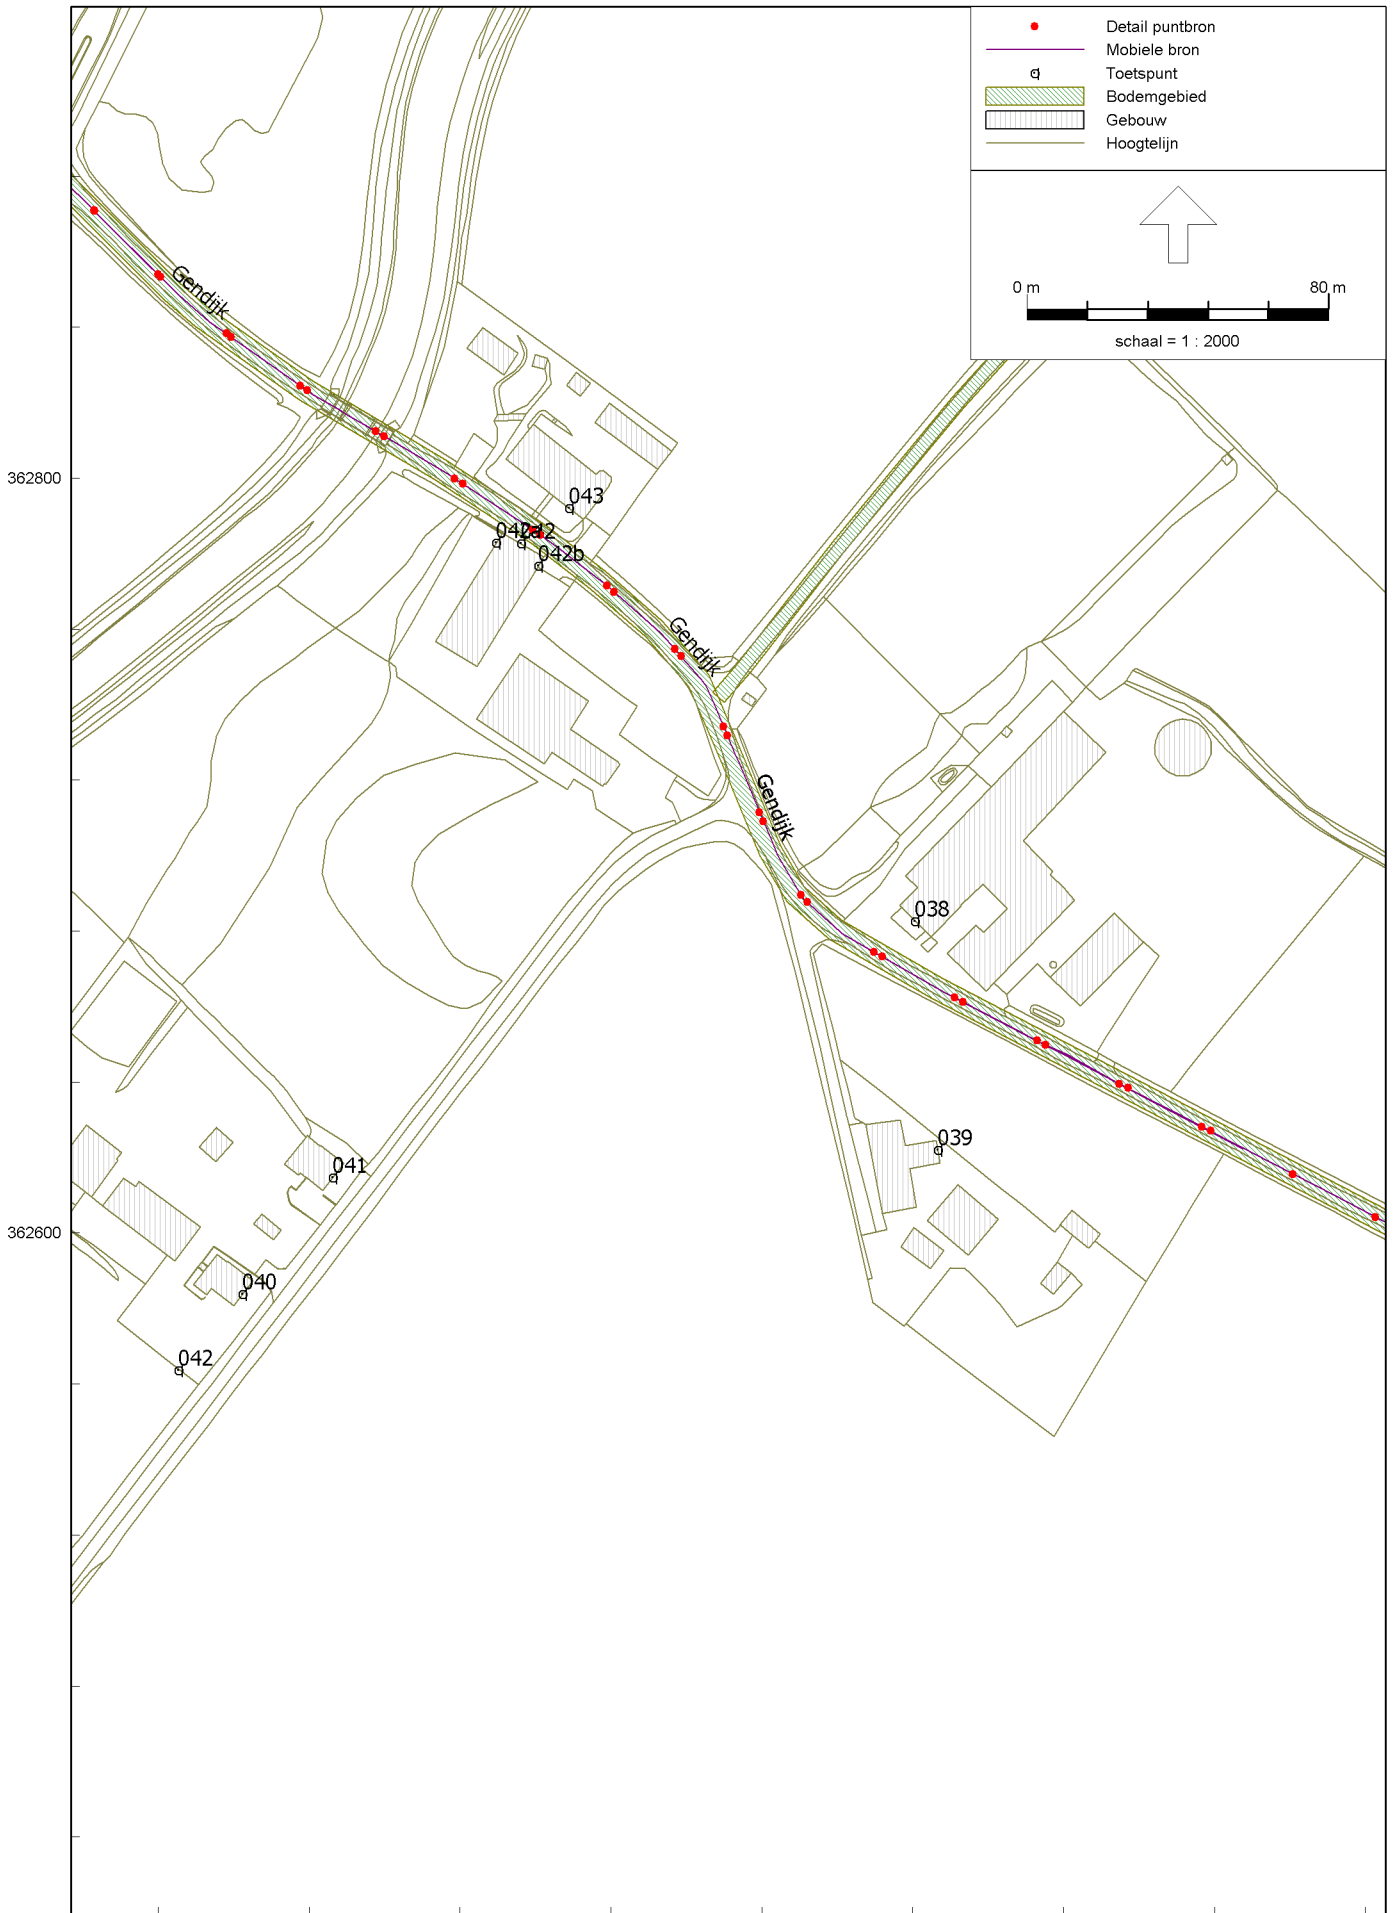 Detail puntbron
Mobiele bron
Toetspunt
Bodemgebied
Gebouw
Hoogtelijn
0 m 80 m
schaal = 1 : 2000
Gendijk
362800
043
042b
Gendijk
Gendijk
038
039
041
362600
040
042